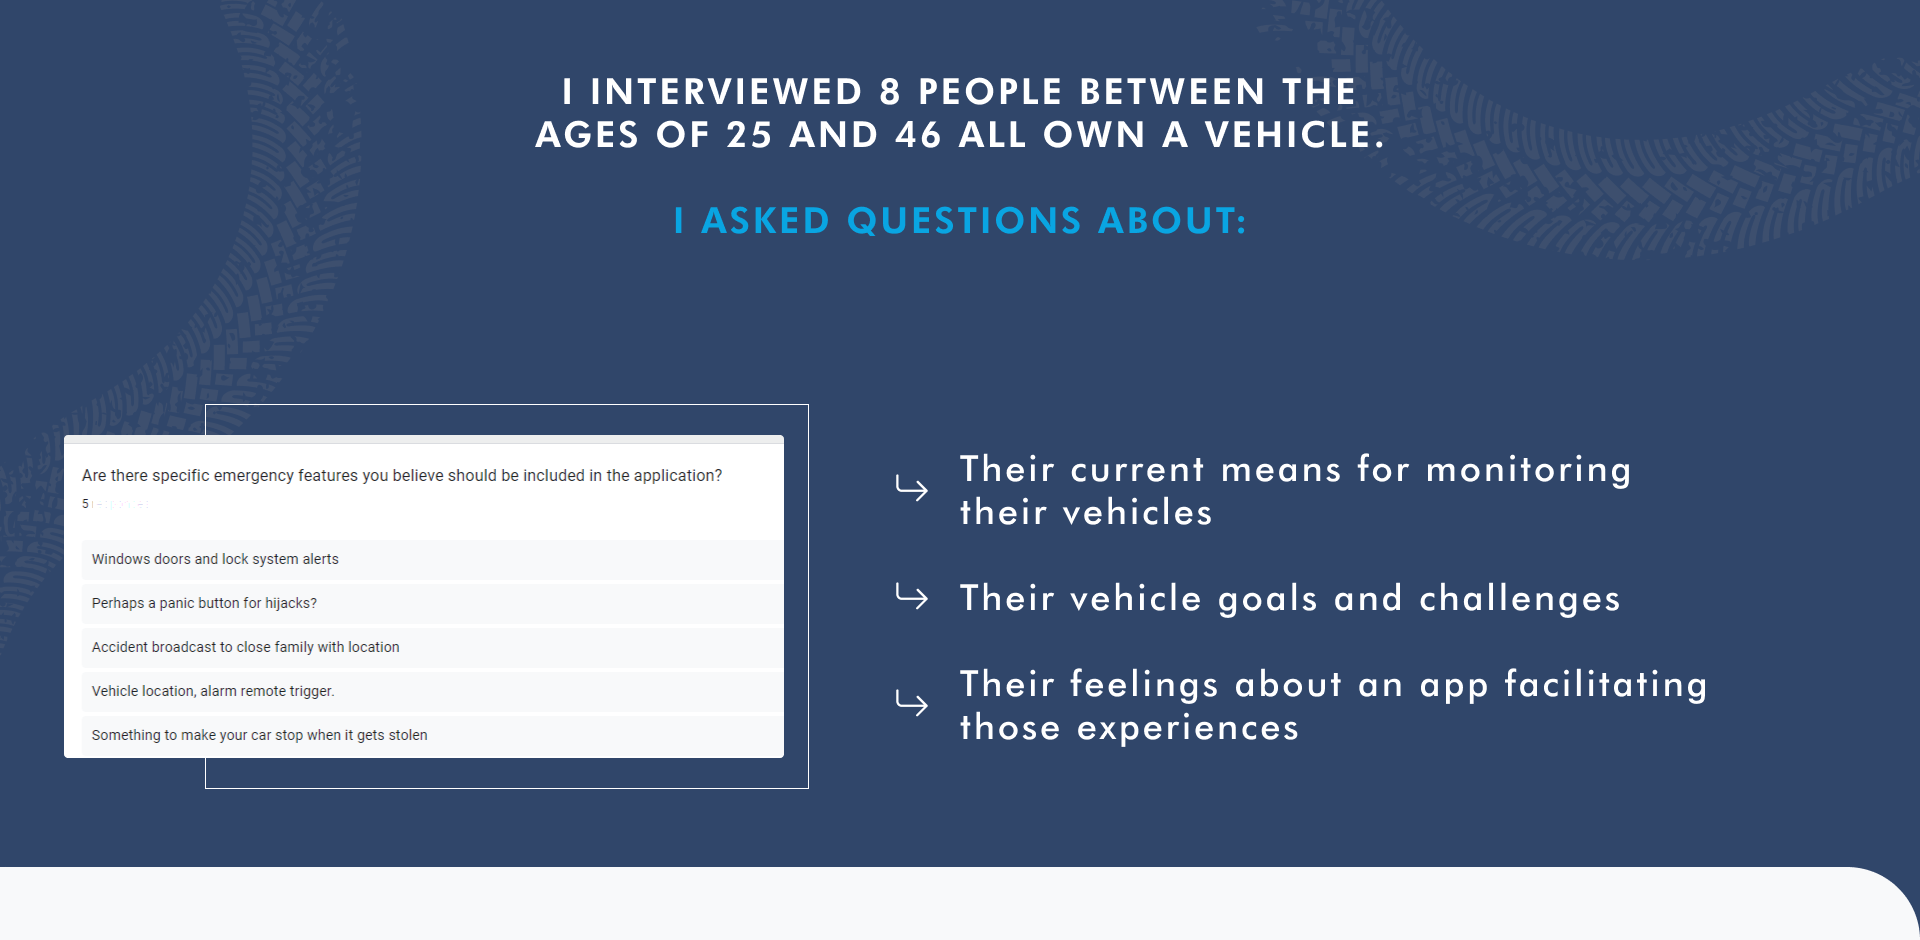 I INTERVIEWED 8 PEOPLE BETWEEN THE
AGES OF 25 AND 46 ALL OWN A VEHICLE.
I ASKED QUESTIONS ABOUT:
Are there specific emergency features you believe should be included in the application?
5
Windows doors and lock system alerts
Perhaps a panic button for hijacks?
Accident broadcast to close family with location
Vehicle location, alarm remote trigger.
Something to make your car stop when it gets stolen
Their current means for monitoring
their vehicles
Their vehicle goals and challenges
Their feelings about an app facilitating
those experiences